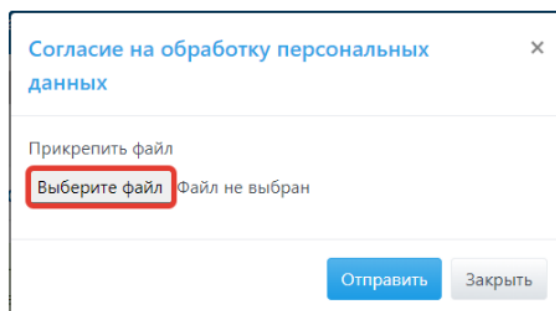 Согласие на обработку персональных
данных
×
Прикрепить файл
Выберите файл Файл не выбран
Отправить Закрыть